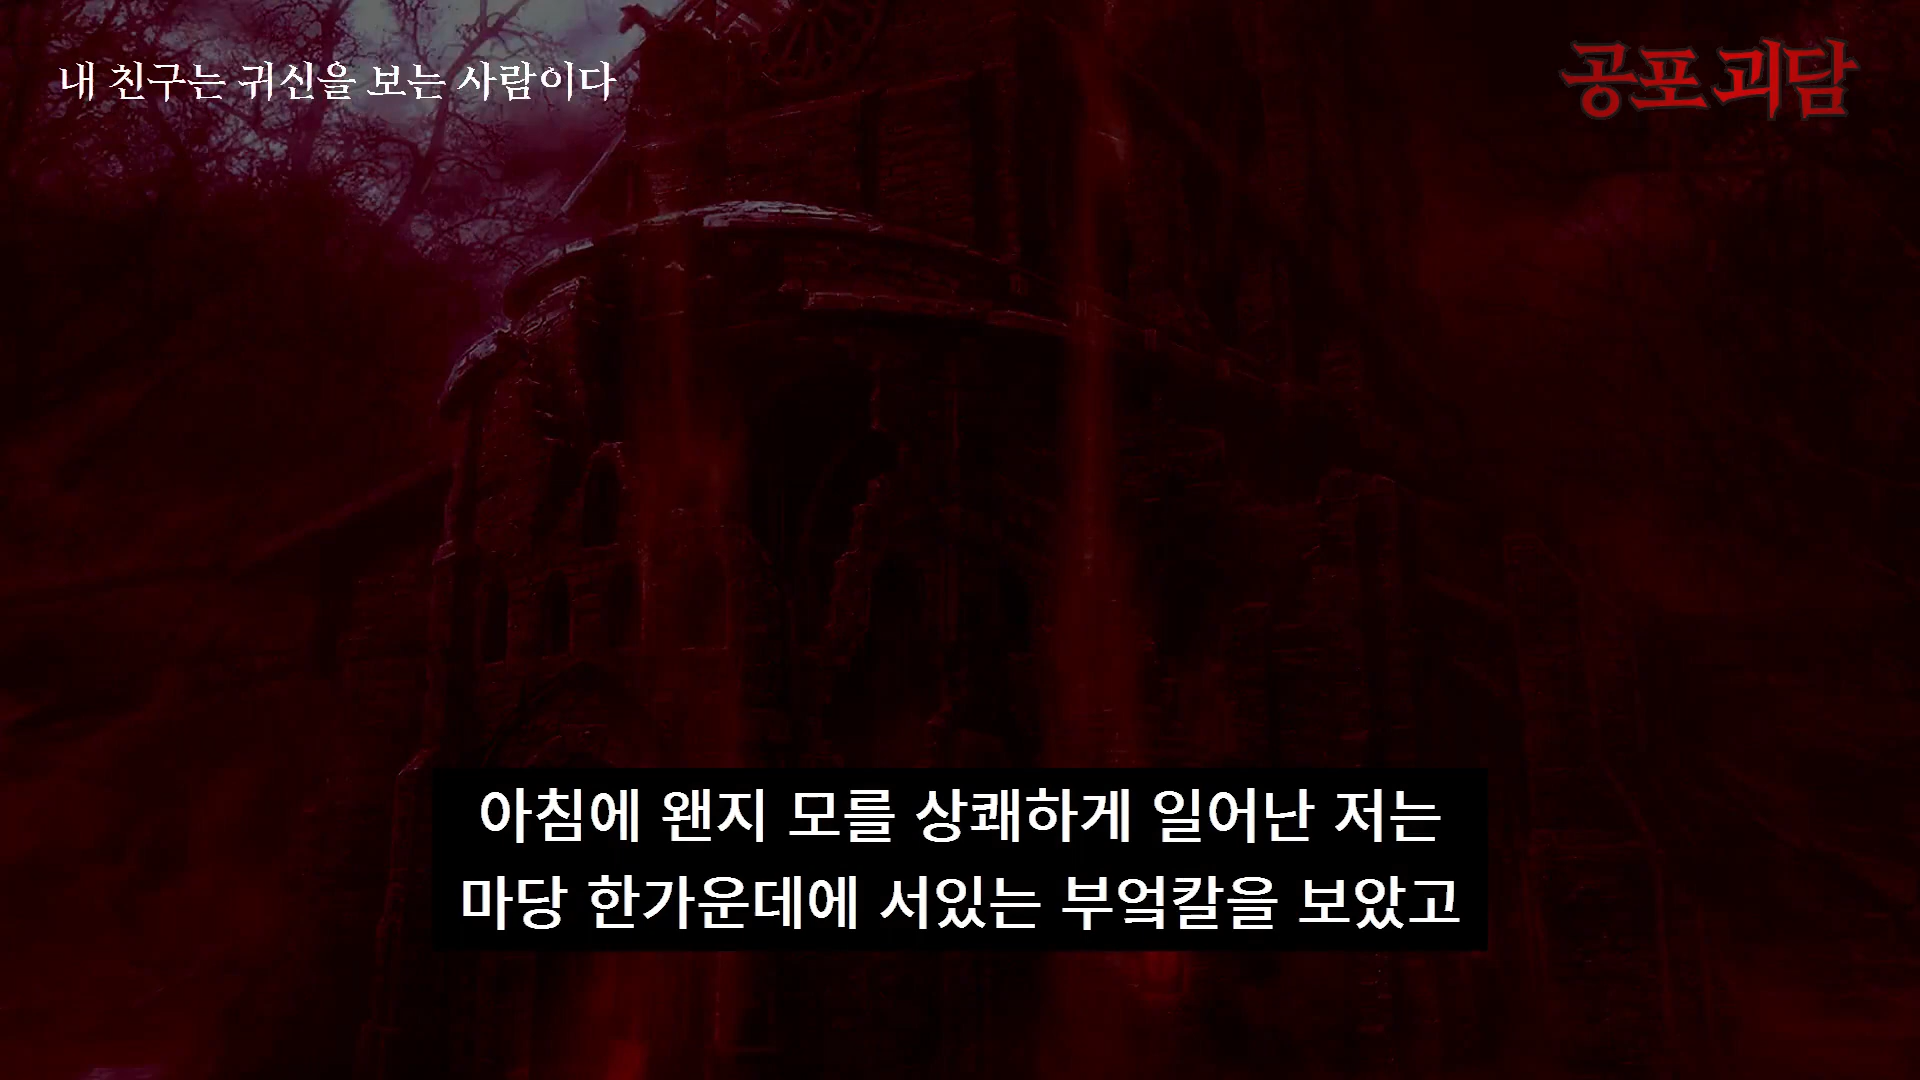 내 친구는 귀신을 보는 사람이다
공포 괴담
아침에 왠지 모를 상쾌하게 일어난 저는
마당 한가운데에 서있는 부엌칼을 보았고